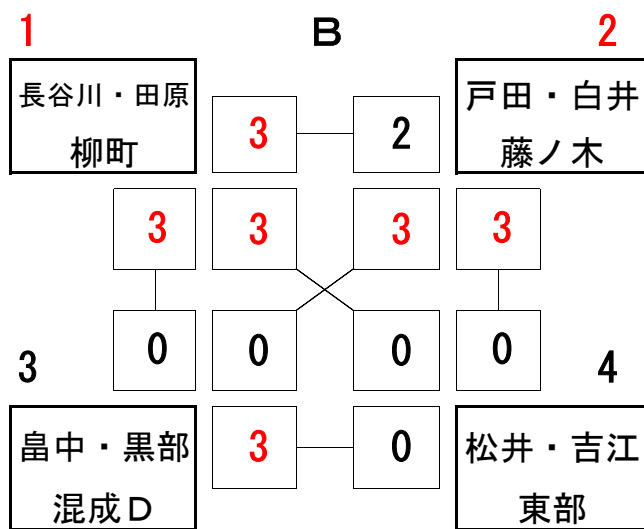 1 B 2
長谷川・田原 3 2 戸田・白井
柳町 藤ノ木
3 3 3 3
0 0 0 0
3 4
畠中・黒部 3 0 松井・吉江
混成D 東部